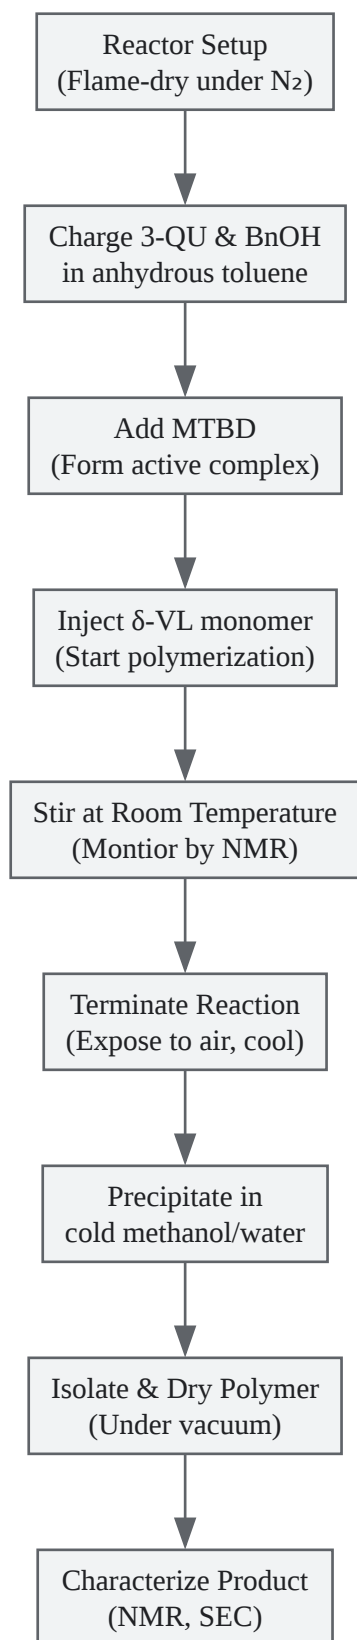 Reactor Setup
(Flame-dry under N₂)
Charge 3-QU & BnOH
in anhydrous toluene
Add MTBD
(Form active complex)
Inject δ-VL monomer
(Start polymerization)
Stir at Room Temperature
(Montior by NMR)
Terminate Reaction
(Expose to air, cool)
Precipitate in
cold methanol/water
Isolate & Dry Polymer
(Under vacuum)
Characterize Product
(NMR, SEC)